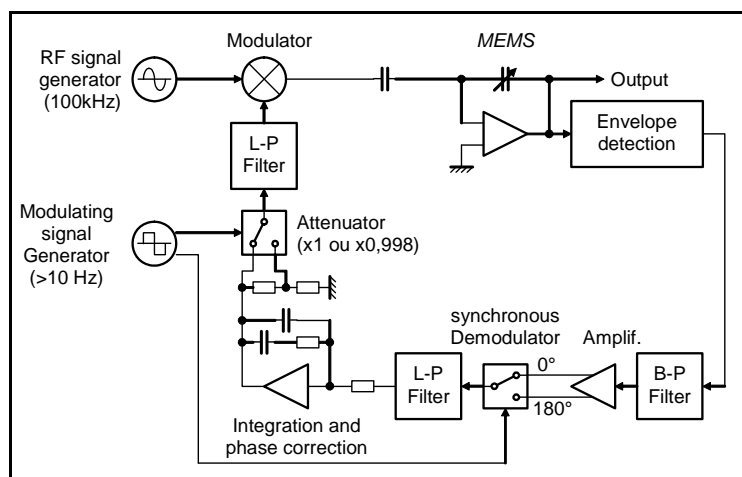 RF signal
generator
(100kHz)
Modulator
MEMS
Output
Envelope
detection
L-P
Filter
Modulating
signal
Generator
(>10 Hz)
Attenuator
(x1 ou x0,998)
synchronous
Demodulator
Amplif.
0°
180°
L-P
Filter
B-P
Filter
Integration and
phase correction